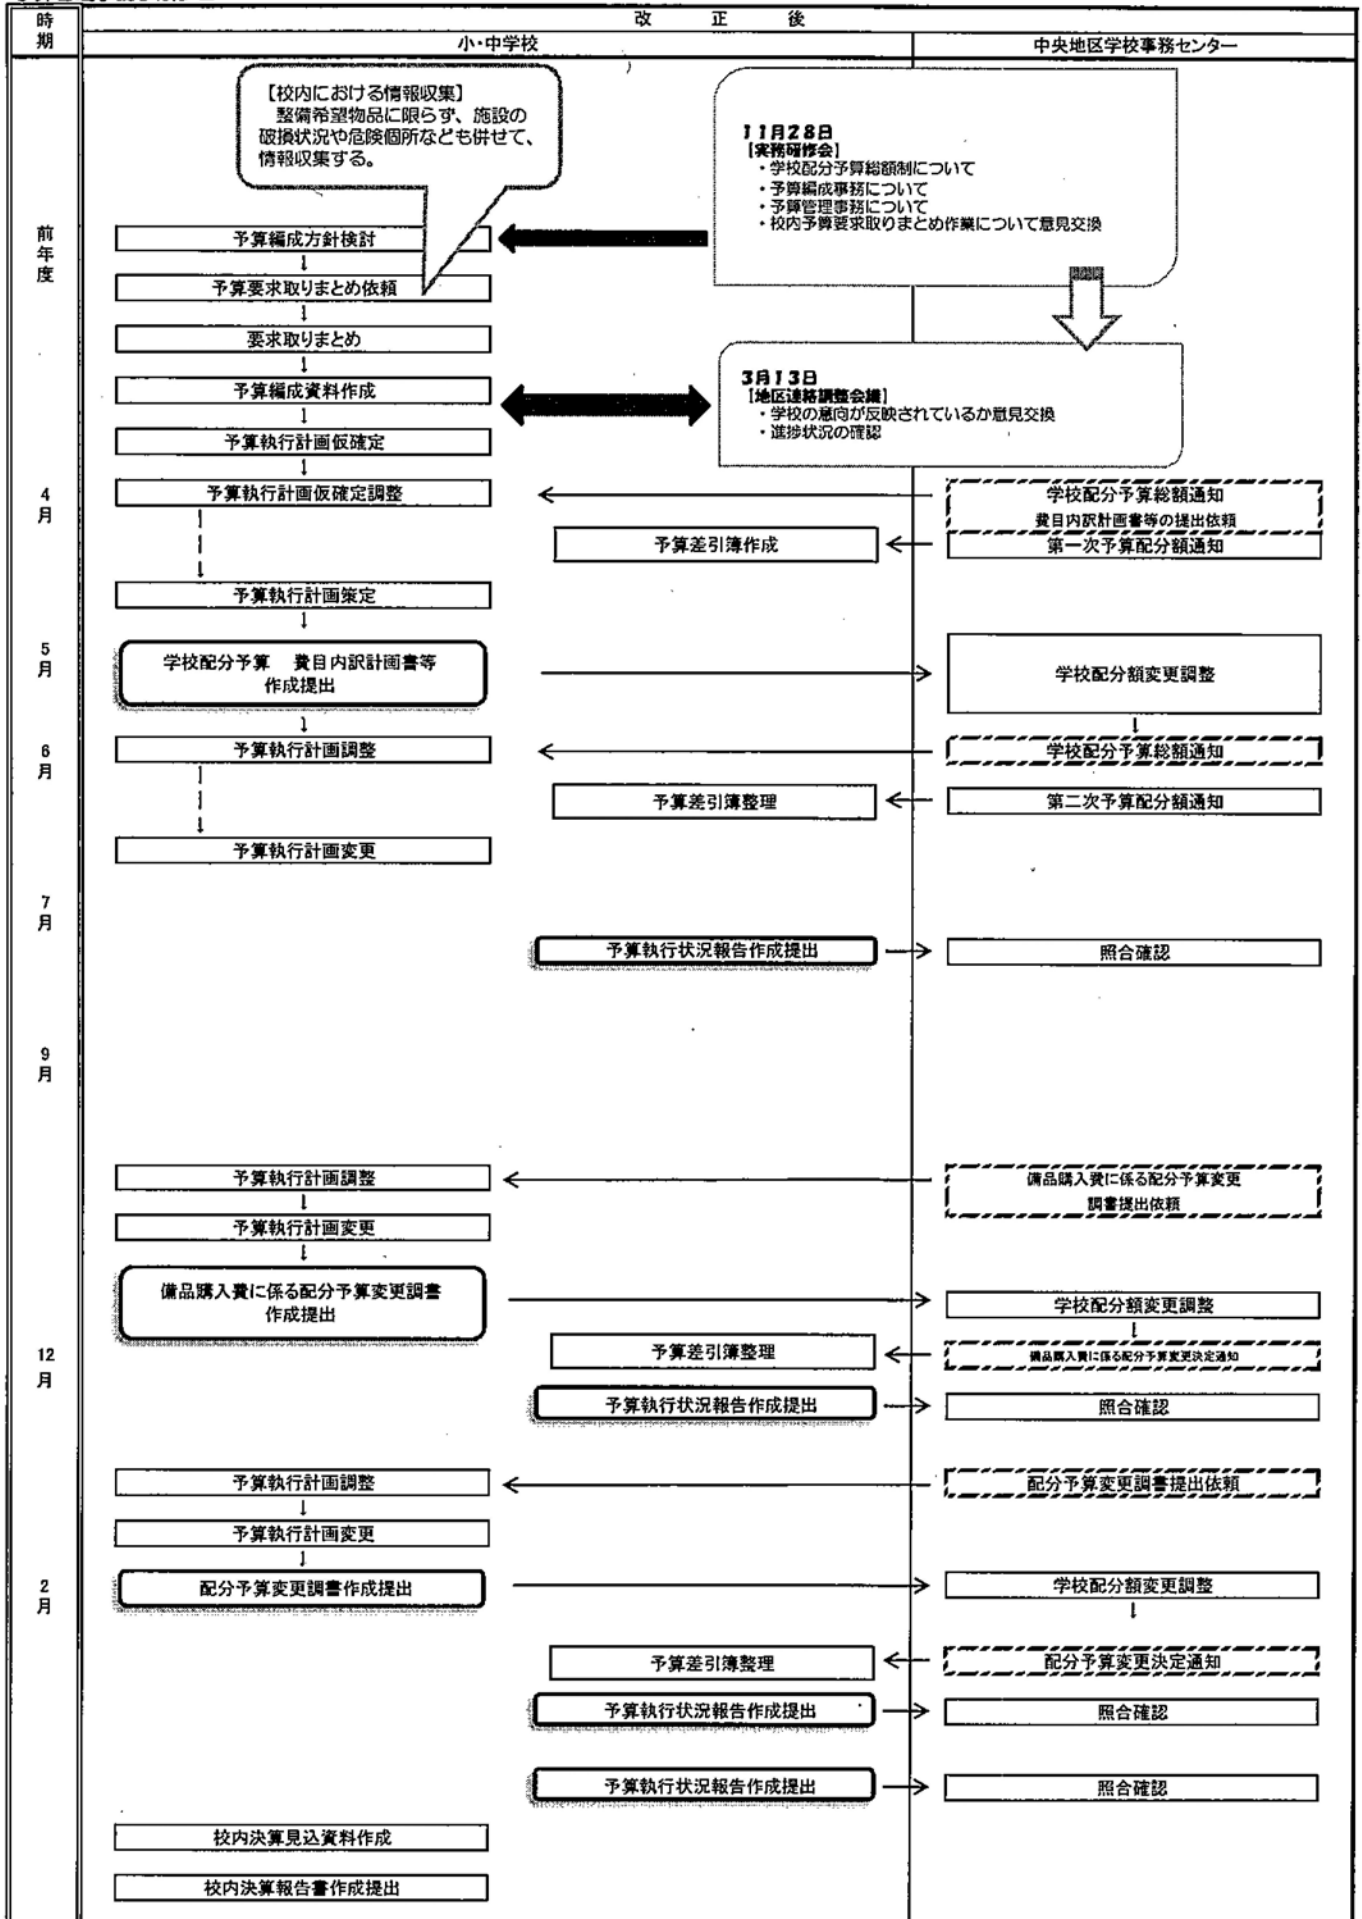 改正後
時期
小・中学校
中央地区学校事務センター
【校内における情報収集】
整備希望物品に限らず、施設の
破損状況や危険個所なども併せて、
情報収集する。
11月28日
【実務研修会】
・学校配分予算総額制について
・予算編成事務について
・予算管理事務について
・校内予算要求取りまとめ作業について意見交換
前年度
予算編成方針検討
予算要求取りまとめ依頼
要求取りまとめ
予算編成資料作成
3月13日
【地区連絡調整会議】
・学校の意向が反映されているか意見交換
・進捗状況の確認
予算執行計画仮確定
4月
予算執行計画仮確定調整
学校配分予算総額通知
費目内訳計画書等の提出依頼
予算差引簿作成
第一次予算配分額通知
予算執行計画策定
5月
学校配分予算 費目内訳計画書等
作成提出
学校配分額変更調整
6月
予算執行計画調整
学校配分予算総額通知
予算差引簿整理
第二次予算配分額通知
予算執行計画変更
7月
予算執行状況報告作成提出
照合確認
9月
予算執行計画調整
備品購入費に係る配分予算変更
調書提出依頼
予算執行計画変更
備品購入費に係る配分予算変更調書
作成提出
学校配分額変更調整
12月
予算差引簿整理
備品購入費に係る配分予算変更決定通知
予算執行状況報告作成提出
照合確認
予算執行計画調整
配分予算変更調書提出依頼
予算執行計画変更
2月
配分予算変更調書作成提出
学校配分額変更調整
予算差引簿整理
配分予算変更決定通知
予算執行状況報告作成提出
照合確認
予算執行状況報告作成提出
照合確認
校内決算見込資料作成
校内決算報告書作成提出